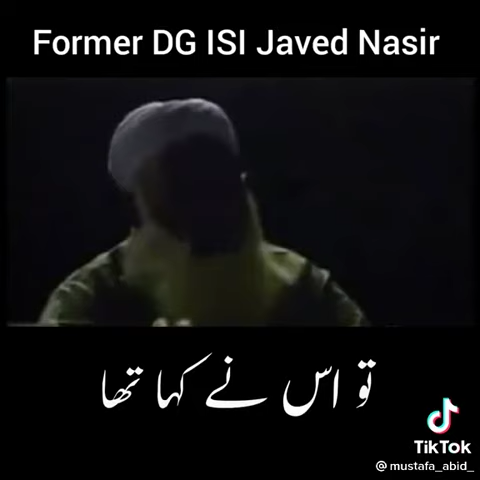 Former DG ISI Javed Nasir
تو اس نے کہا تھا
TikTok
@mustafa_abid_